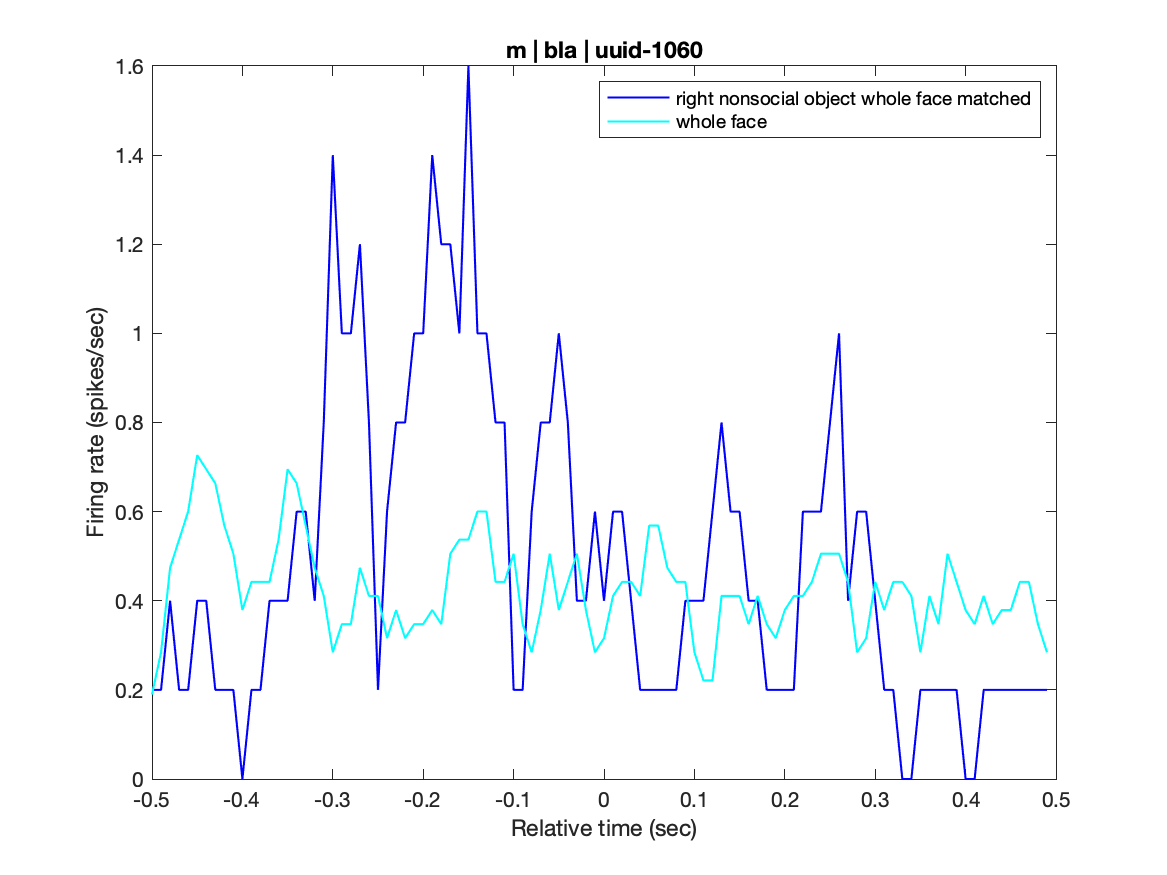 m | bla | uuid-1060
right nonsocial object whole face matched
whole face
Firing rate (spikes/sec)
1.6
1.4
1.2
1
0.8
0.6
0.4
0.2
0
-0.5 -0.4 -0.3 -0.2 -0.1 0 0.1 0.2 0.3 0.4 0.5
Relative time (sec)